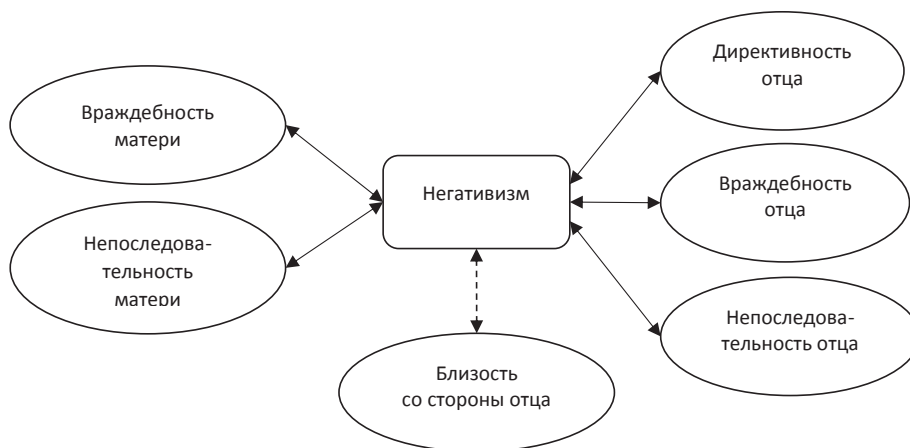 Враждебность
матери
Непоследова-
тельность
матери
Негативизм
Близость
со стороны отца
Директивность
отца
Враждебность
отца
Непоследова-
тельность отца